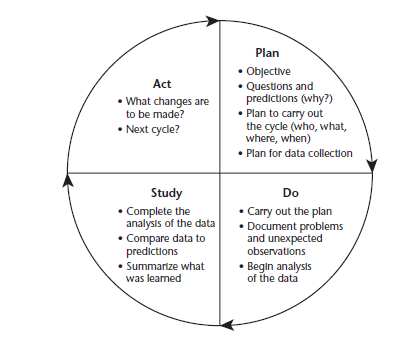 Plan
• Objective
• Questions and
predictions (why?)
• Plan to carry out
the cycle (who, what,
where, when)
• Plan for data collection
Do
• Carry out the plan
• Document problems
and unexpected
observations
• Begin analysis
of the data
Study
• Complete the
analysis of the data
• Compare data to
predictions
• Summarize what
was learned
Act
• What changes are
to be made?
• Next cycle?